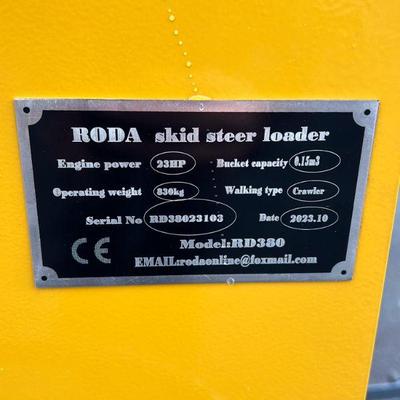 RODA skid steer loader
Engine power 23HP Bucket capacity 0.15m3
Operating weight 830kg Walking type Crawler
Serial No RD38023103 Date 2023.10
CE Model:RD380
EMAIL:rodaonline@foxmail.com